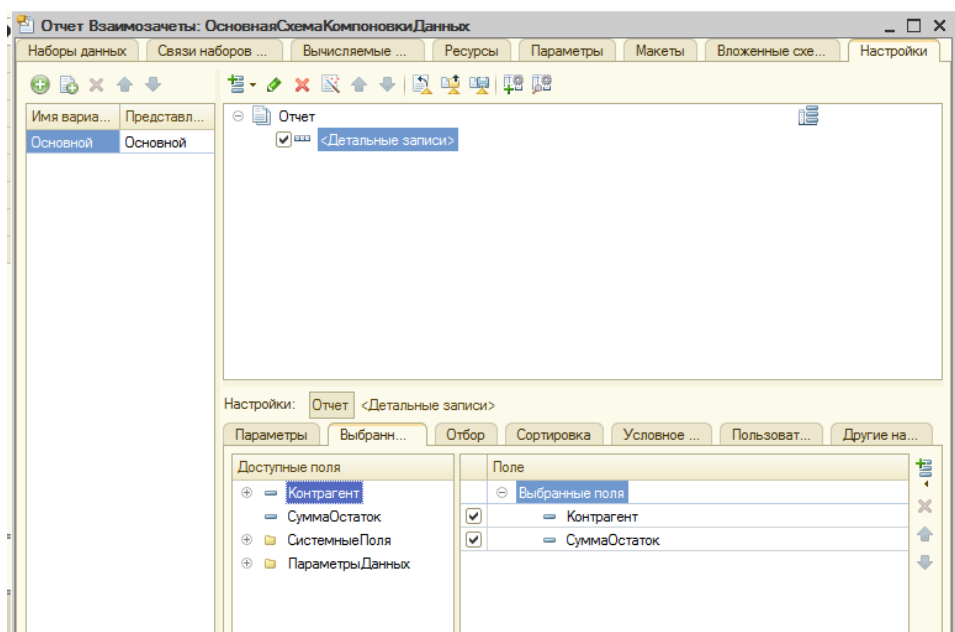 Отчет Взаимозачеты: ОсновнаяСхемаКомпоновкиДанных
Наборы данных Связи наборов ... Вычисляемые ... Ресурсы Параметры Макеты Вложенные схе... Настройки
Имя вариа... Представл...
Основной Основной
Отчет
<Детальные записи>
Настройки: Отчет <Детальные записи>
Параметры Выбранн... Отбор Сортировка Условное ... Пользоват... Другие на...
Доступные поля Поле
Контрагент Выбранные поля
СуммаОстаток Контрагент
СистемныеПоля СуммаОстаток
ПараметрыДанных